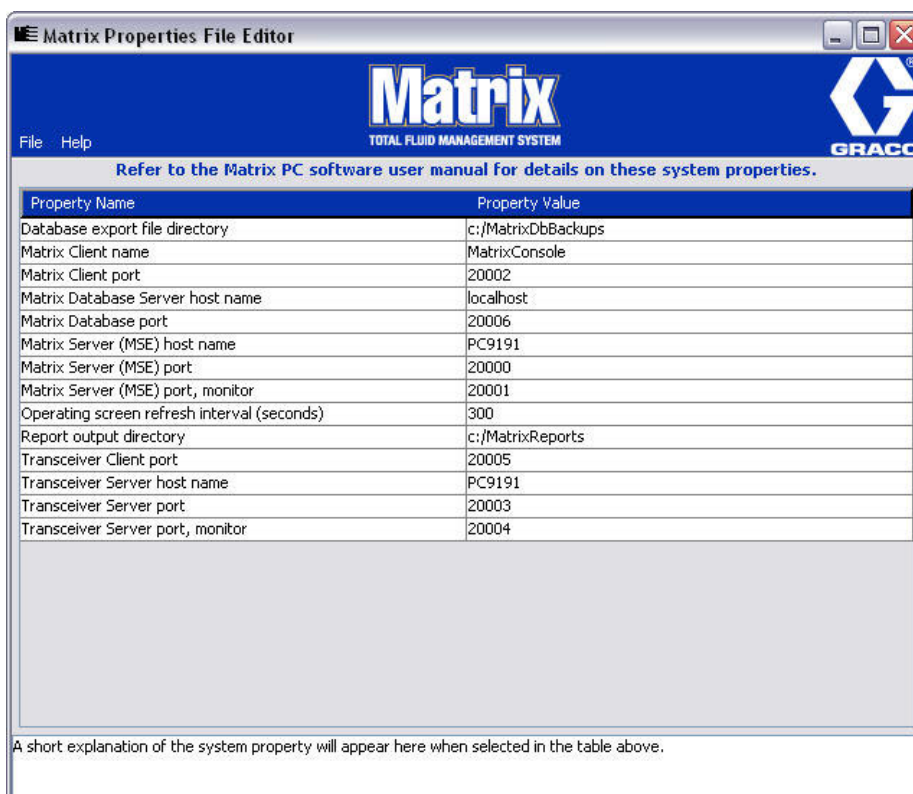 Matrix Properties File Editor
Matrix
TOTAL FLUID MANAGEMENT SYSTEM
®
GRACO
File Help
Refer to the Matrix PC software user manual for details on these system properties.
Property Name Property Value
Database export file directory c:/MatrixDbBackups
Matrix Client name MatrixConsole
Matrix Client port 20002
Matrix Database Server host name localhost
Matrix Database port 20006
Matrix Server (MSE) host name PC9191
Matrix Server (MSE) port 20000
Matrix Server (MSE) port, monitor 20001
Operating screen refresh interval (seconds) 300
Report output directory c:/MatrixReports
Transceiver Client port 20005
Transceiver Server host name PC9191
Transceiver Server port 20003
Transceiver Server port, monitor 20004
A short explanation of the system property will appear here when selected in the table above.